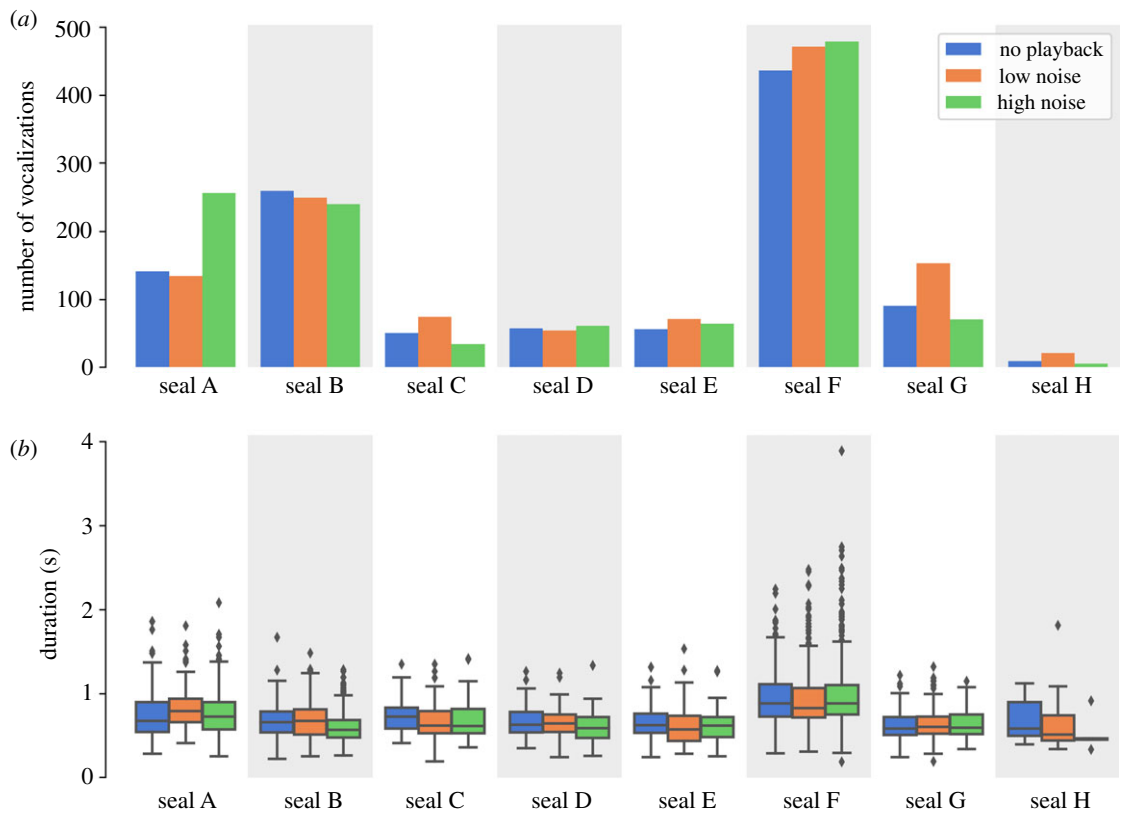 (a)
number of vocalizations
500
400
300
200
100
0
no playback
low noise
high noise
seal A seal B seal C seal D seal E seal F seal G seal H
(b)
duration (s)
4
3
2
1
0
seal A seal B seal C seal D seal E seal F seal G seal H